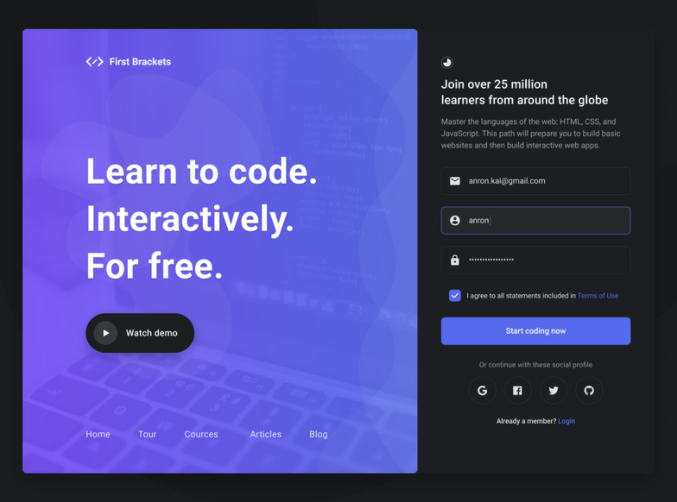 First Brackets
Learn to code.
Interactively.
For free.
Watch demo
Home Tour Cources Articles Blog
Join over 25 million
learners from around the globe
Master the languages of the web: HTML, CSS, and
JavaScript. This path will prepare you to build basic
websites and then build interactive web apps.
anron.kai@gmail.com
anron
I agree to all statements included in Terms of Use
Start coding now
Or continue with these social profile
Already a member? Login